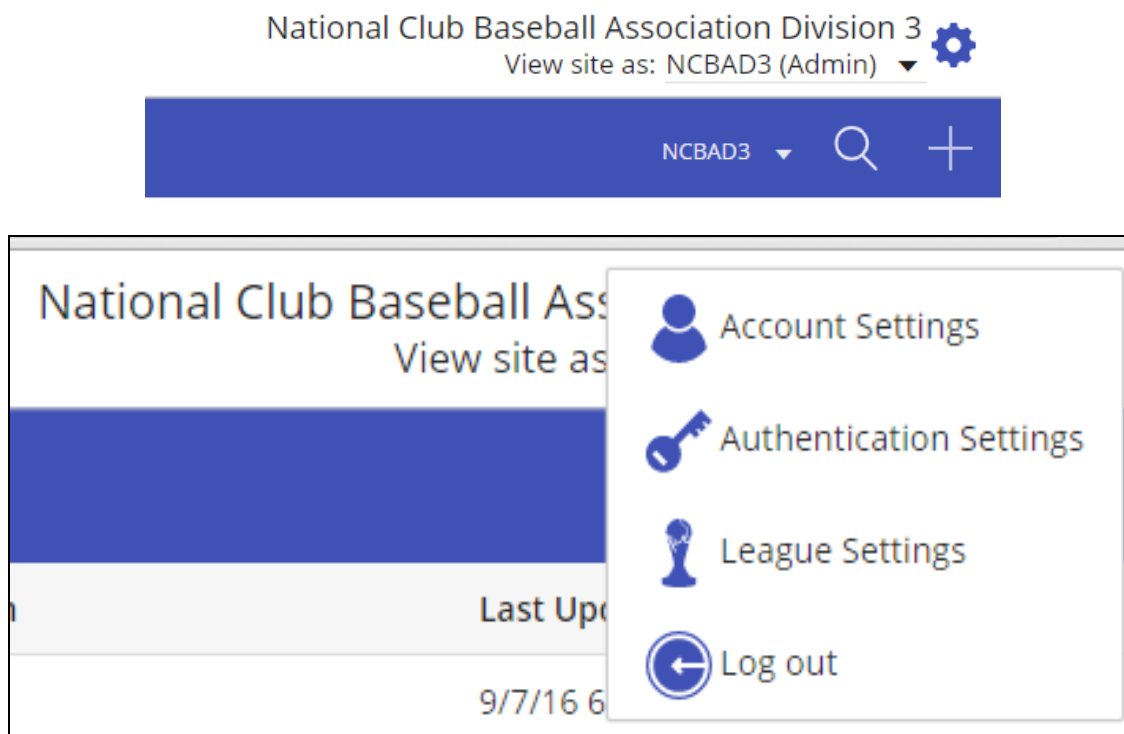 National Club Baseball Association Division 3
View site as: NCBAD3 (Admin)
NCBAD3
National Club Baseball Ass
View site as
Account Settings
Authentication Settings
League Settings
Last Upd
Log out
9/7/16 6